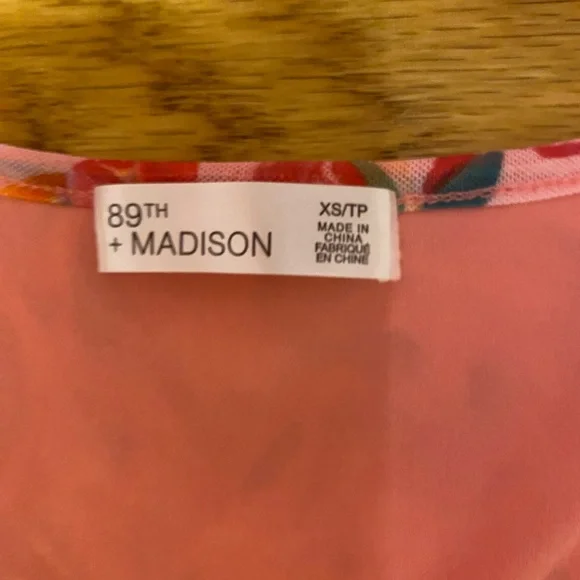 89TH
+ MADISON
XS/TP
MADE IN
CHINA
FABRIQUÉ
EN CHINE